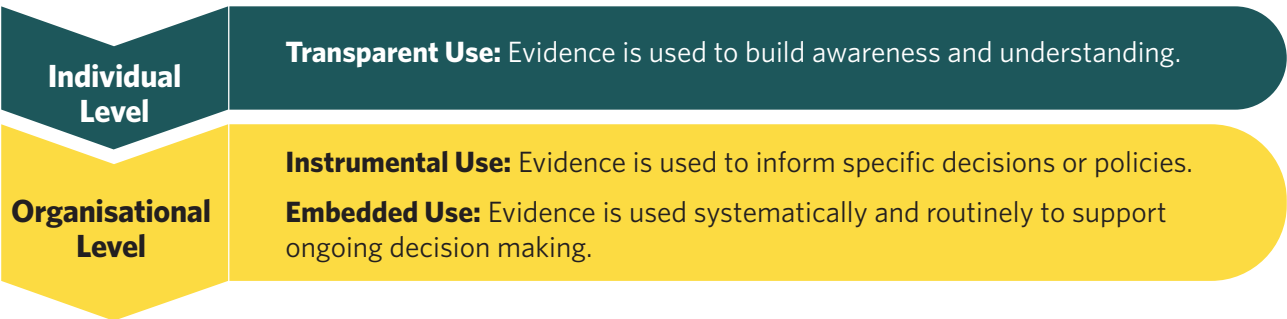 Individual
Level
Transparent Use: Evidence is used to build awareness and understanding.
Organisational
Level
Instrumental Use: Evidence is used to inform specific decisions or policies.
Embedded Use: Evidence is used systematically and routinely to support
ongoing decision making.